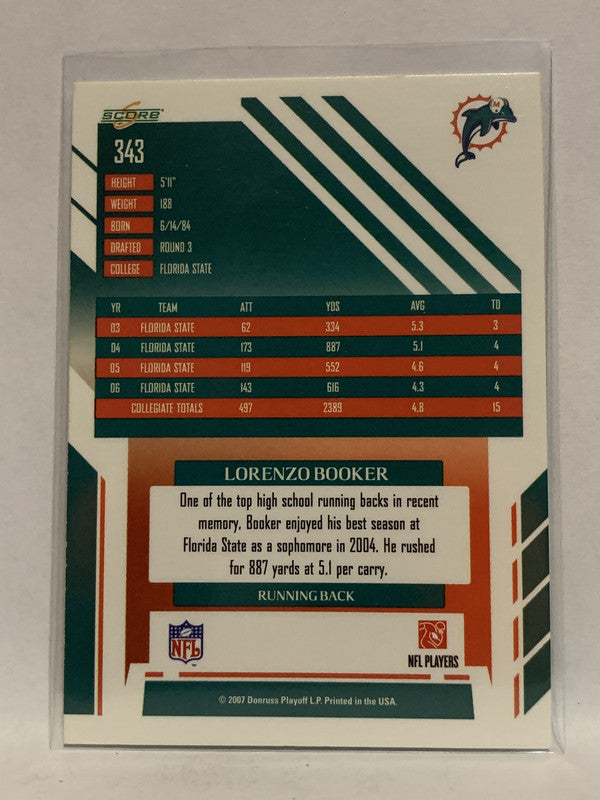 SCORE
M
343
HEIGHT 5'11"
WEIGHT 188
BORN 6/14/84
DRAFTED ROUND 3
COLLEGE FLORIDA STATE
YR TEAM ATT YDS AVG TD
03 FLORIDA STATE 62 334 5.3 3
04 FLORIDA STATE 173 887 5.1 4
05 FLORIDA STATE 119 552 4.6 4
06 FLORIDA STATE 143 616 4.3 4
COLLEGIATE TOTALS 497 2389 4.8 15
LORENZO BOOKER
One of the top high school running backs in recent
memory, Booker enjoyed his best season at
Florida State as a sophomore in 2004. He rushed
for 887 yards at 5.1 per carry.
RUNNING BACK
NFL
NFL PLAYERS
© 2007 Donruss Playoff L.P. Printed in the USA.